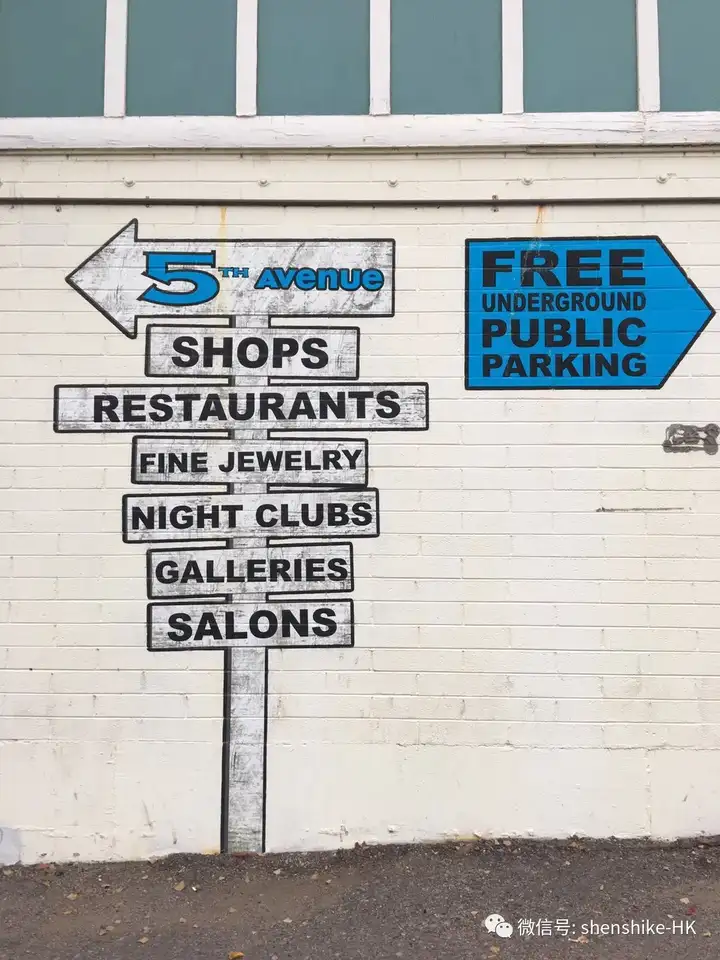 5TH Avenue
SHOPS
RESTAURANTS
FINE JEWELRY
NIGHT CLUBS
GALLERIES
SALONS
FREE
UNDERGROUND
PUBLIC
PARKING
微信号: shenshike-HK